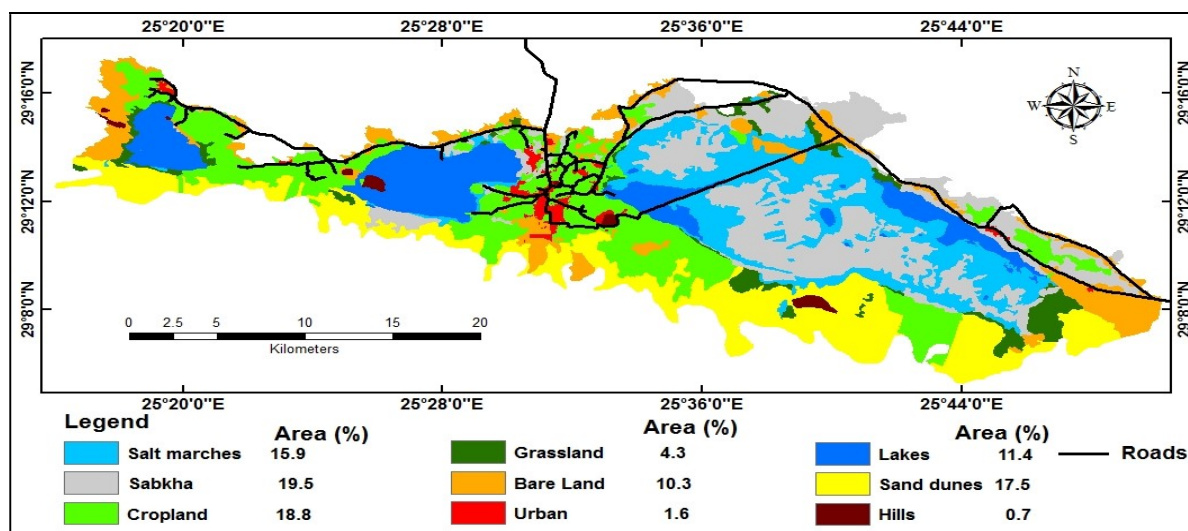 25°20'0"E 25°28'0"E 25°36'0"E 25°44'0"E
29°16'0"N 29°16'0"N
N
W E
S
29°12'0"N 29°12'0"N
29°8'0"N 29°8'0"N
0 2.5 5 10 15 20
Kilometers
25°20'0"E 25°28'0"E 25°36'0"E 25°44'0"E
Legend Area (%) Area (%) Area (%)
Salt marches 15.9 Grassland 4.3 Lakes 11.4 Roads
Sabkha 19.5 Bare Land 10.3 Sand dunes 17.5
Cropland 18.8 Urban 1.6 Hills 0.7